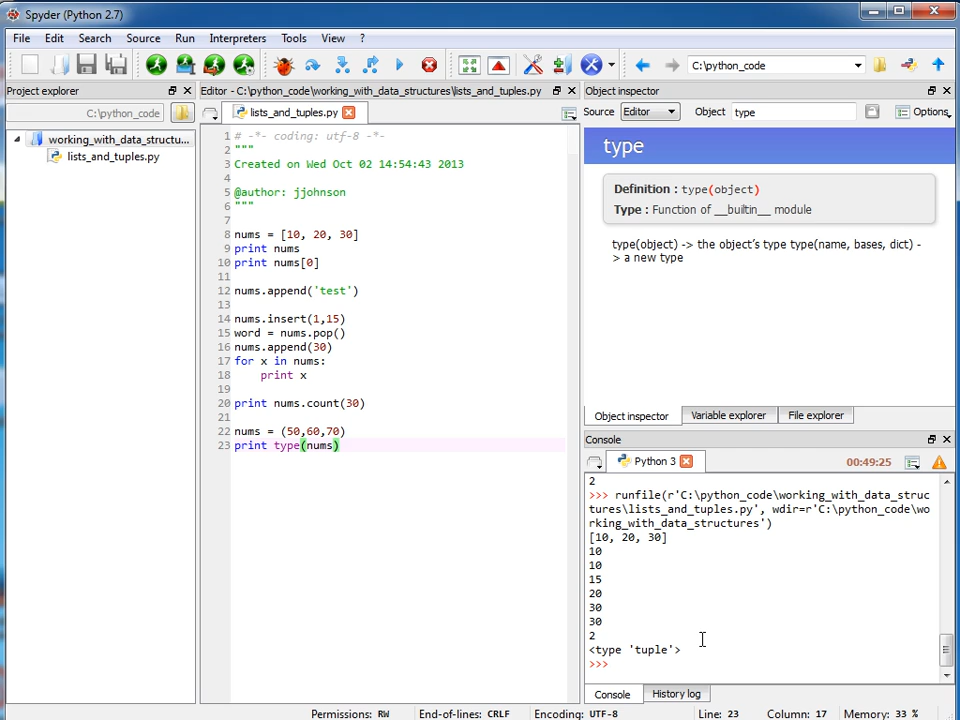 Spyder (Python 2.7)
File Edit Search Source Run Interpreters Tools View ?
C:\python_code
Project explorer
C:\python_code
working_with_data_structu...
lists_and_tuples.py
Editor - C:\python_code\working_with_data_structures\lists_and_tuples.py
lists_and_tuples.py
1 # -*- coding: utf-8 -*-
2 """
3 Created on Wed Oct 02 14:54:43 2013
4
5 @author: jjohnson
6 """
7
8 nums = [10, 20, 30]
9 print nums
10 print nums[0]
11
12 nums.append('test')
13
14 nums.insert(1,15)
15 word = nums.pop()
16 nums.append(30)
17 for x in nums:
18     print x
19
20 print nums.count(30)
21
22 nums = (50,60,70)
23 print type(nums)
Object inspector
Source Editor Object type Options
type
Definition : type(object)
Type : Function of __builtin__ module
type(object) -> the object's type type(name, bases, dict) -
> a new type
Object inspector Variable explorer File explorer
Console
Python 3 00:49:25
2
>>> runfile(r'C:\python_code\working_with_data_struc
tures\lists_and_tuples.py', wdir=r'C:\python_code\wo
rking_with_data_structures')
[10, 20, 30]
10
10
15
20
30
30
2
<type 'tuple'>
>>>
Console History log
Permissions: RW End-of-lines: CRLF Encoding: UTF-8 Line: 23 Column: 17 Memory: 33 %